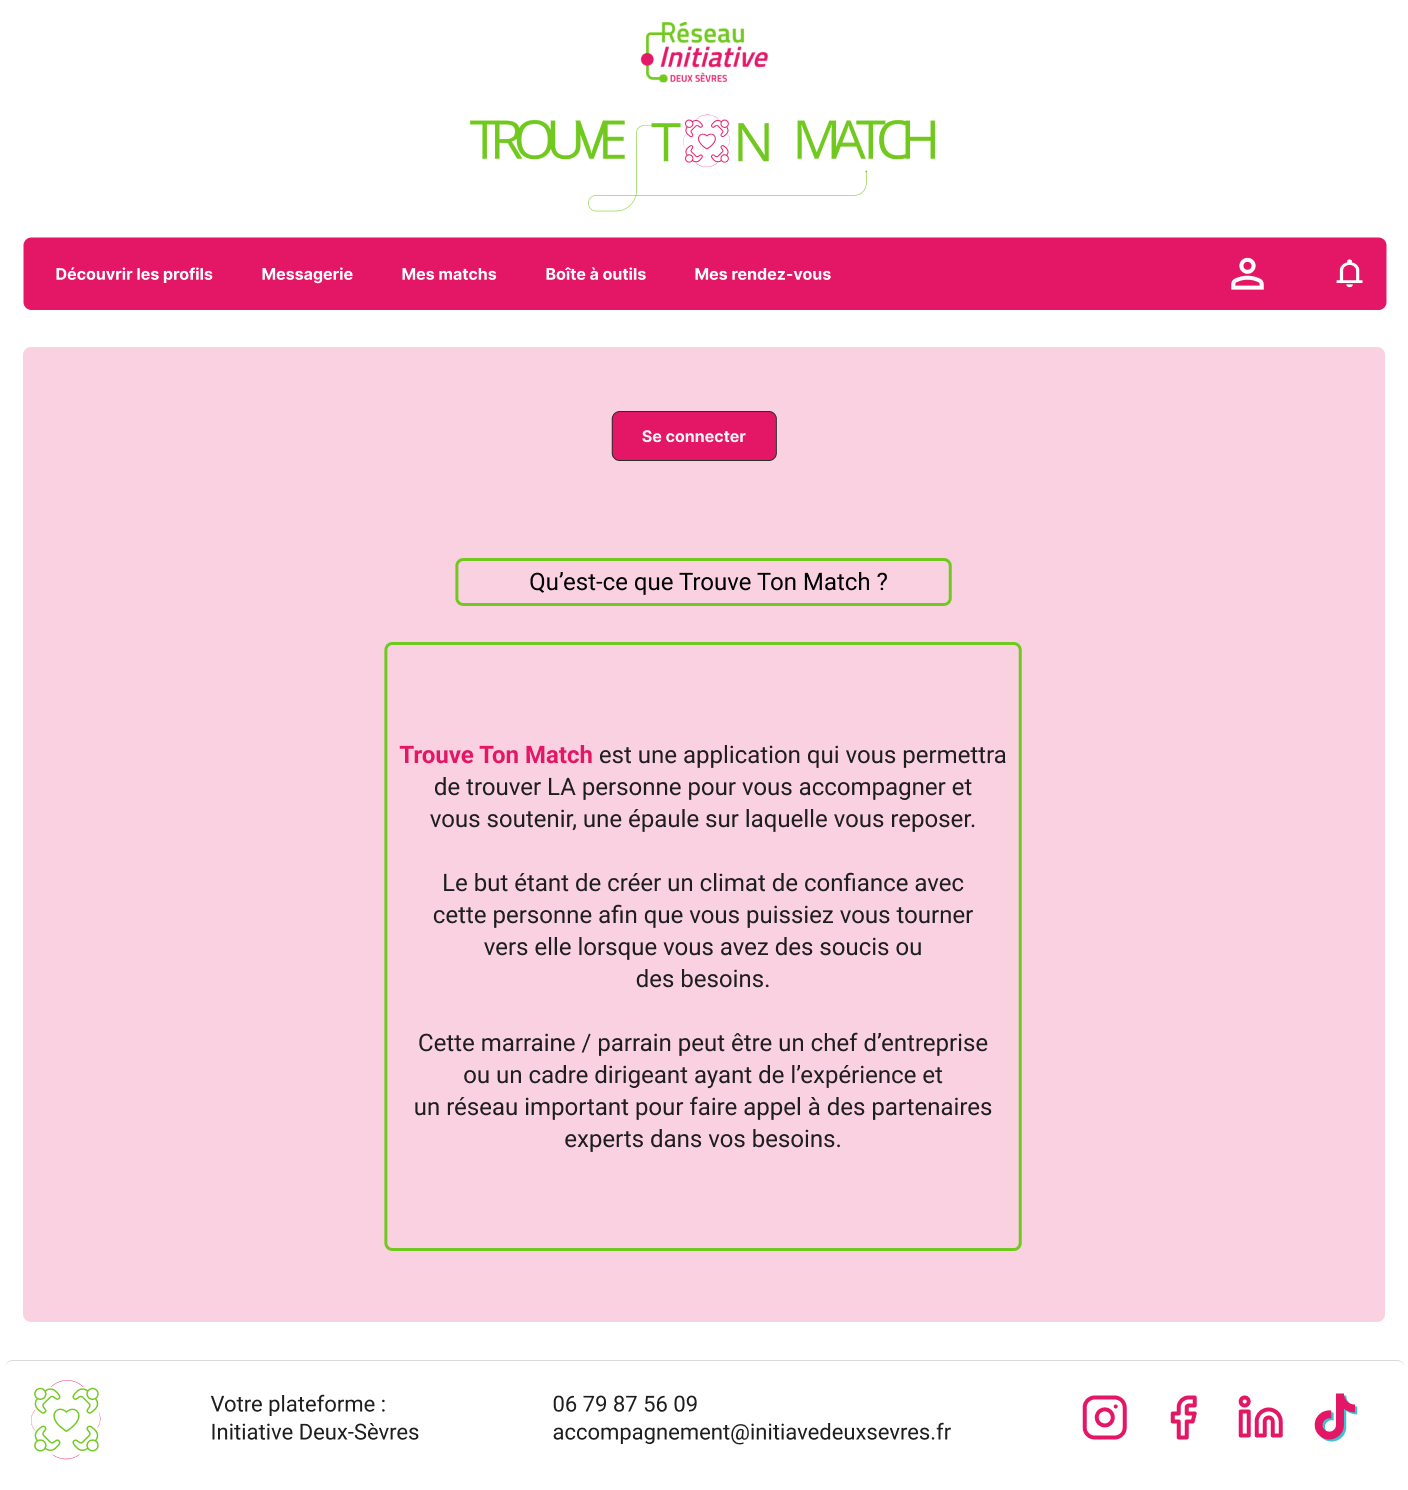 Réseau
Initiative
DEUX SÈVRES
TROUVE TON MATCH
Découvrir les profils Messagerie Mes matchs Boîte à outils Mes rendez-vous
Se connecter
Qu’est-ce que Trouve Ton Match ?
Trouve Ton Match est une application qui vous permettra
de trouver LA personne pour vous accompagner et
vous soutenir, une épaule sur laquelle vous reposer.
Le but étant de créer un climat de confiance avec
cette personne afin que vous puissiez vous tourner
vers elle lorsque vous avez des soucis ou
des besoins.
Cette marraine / parrain peut être un chef d’entreprise
ou un cadre dirigeant ayant de l’expérience et
un réseau important pour faire appel à des partenaires
experts dans vos besoins.
Votre plateforme :
Initiative Deux-Sèvres
06 79 87 56 09
accompagnement@initiavedeuxsevres.fr